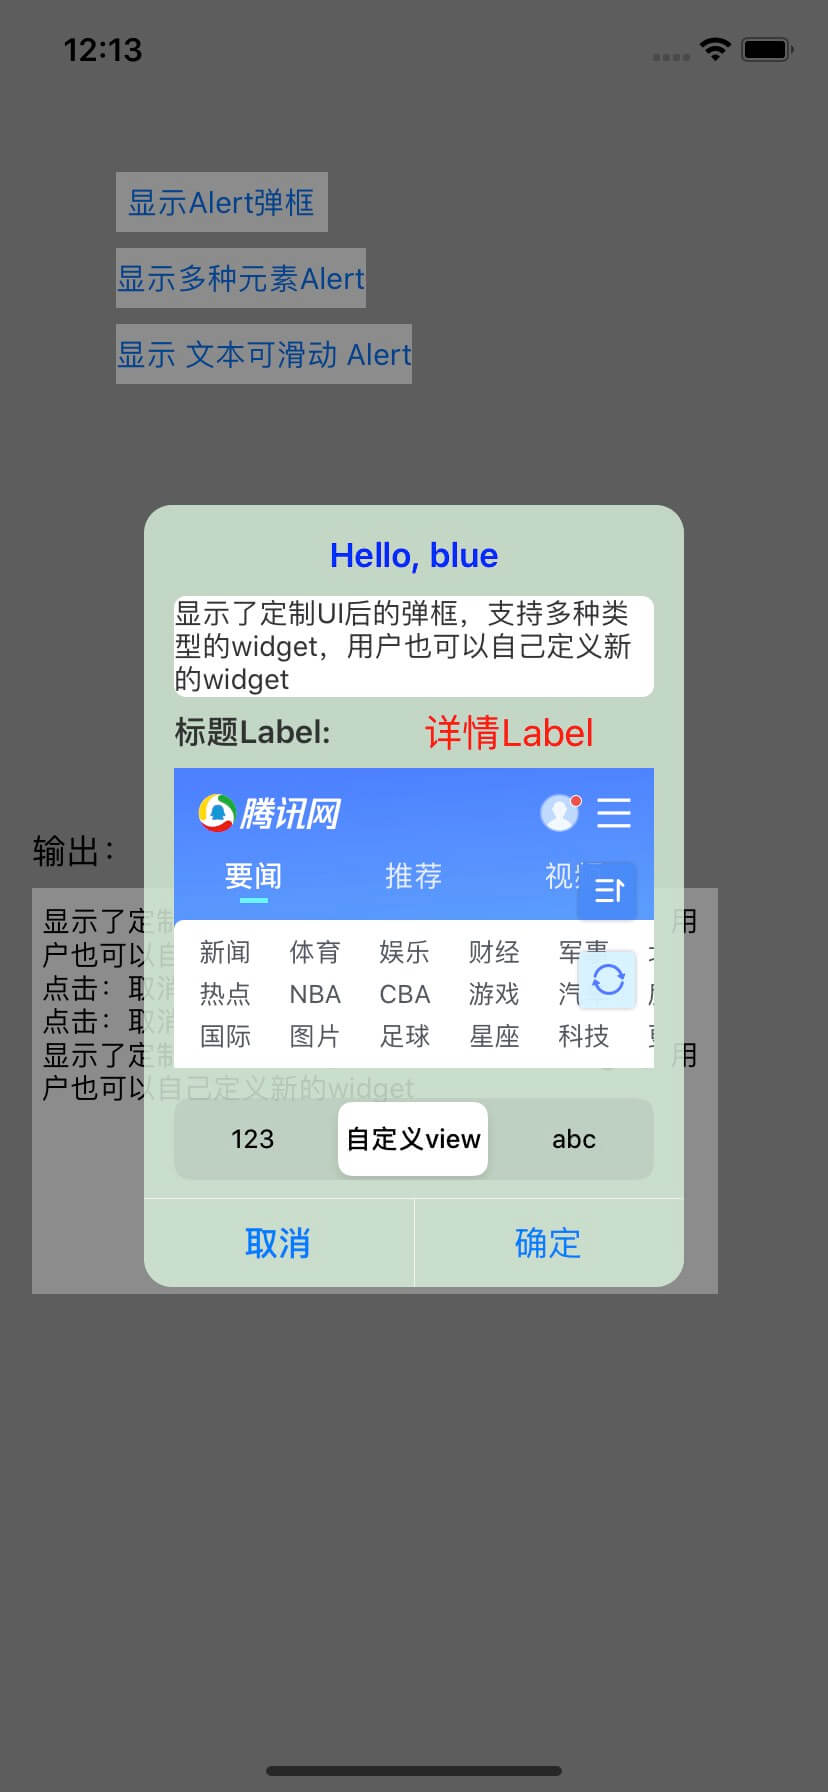 12:13
显示Alert弹框
显示多种元素Alert
显示 文本可滑动 Alert
Hello, blue
显示了定制UI后的弹框，支持多种类
型的widget，用户也可以自己定义新
的widget
标题Label:
详情Label
腾讯网
要闻 推荐 视频
新闻 体育 娱乐 财经 军事
热点 NBA CBA 游戏 汽
国际 图片 足球 星座 科技
输出：
显示了定制 用
户也可以自
点击：取消
点击：取消
显示了定制 用
户也可以自己定义新的widget
123 自定义view abc
取消 确定